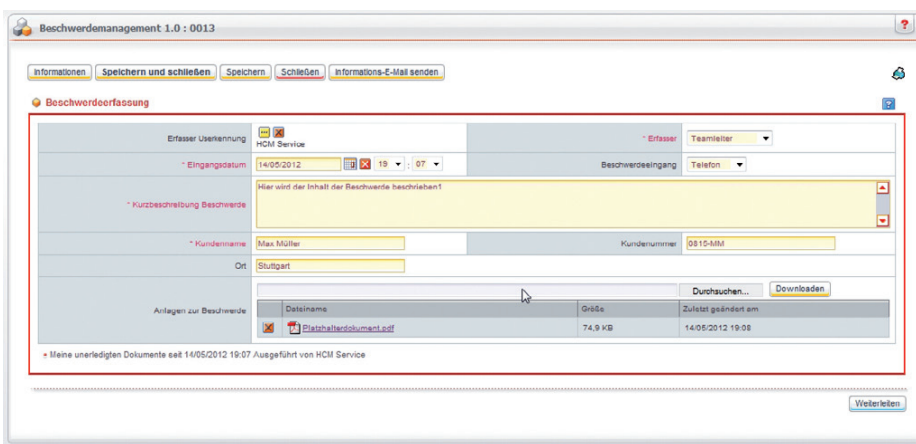 Beschwerdemanagement 1.0 : 0013
?
Informationen Speichern und schließen Speichern Schließen Informations-E-Mail senden
Beschwerdeerfassung
?
Erfasser Userkennung HCM Service * Erfasser Teamleiter
* Eingangsdatum 14/05/2012 19 : 07 Beschwerdeeingang Telefon
* Kurzbeschreibung Beschwerde Hier wird der Inhalt der Beschwerde beschrieben1
* Kundenname Max Müller Kundenummer 0815-MM
Ort Stuttgart
Anlagen zur Beschwerde Durchsuchen... Downloaden
Dateiname Größe Zuletzt geändert am
Platzhalterdokument.pdf 74,9 KB 14/05/2012 19:08
Meine unerledigten Dokumente seit 14/05/2012 19:07 Ausgeführt von HCM Service
Weiterleiten